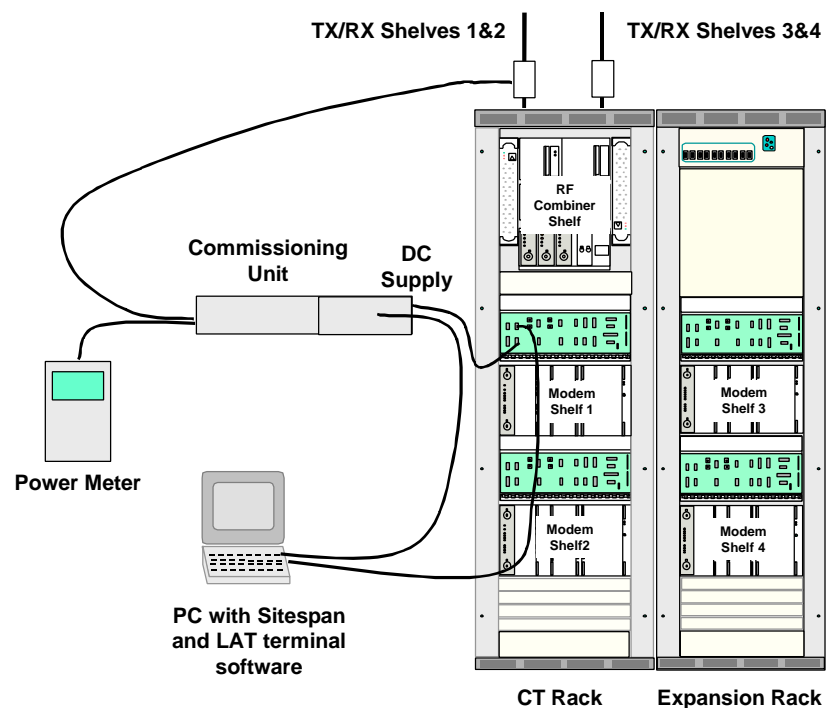 TX/RX Shelves 1&2
TX/RX Shelves 3&4
RF
Combiner
Shelf
Commissioning
Unit
DC
Supply
Modem
Shelf 1
Modem
Shelf 3
Power Meter
Modem
Shelf2
Modem
Shelf 4
PC with Sitespan
and LAT terminal
software
CT Rack
Expansion Rack